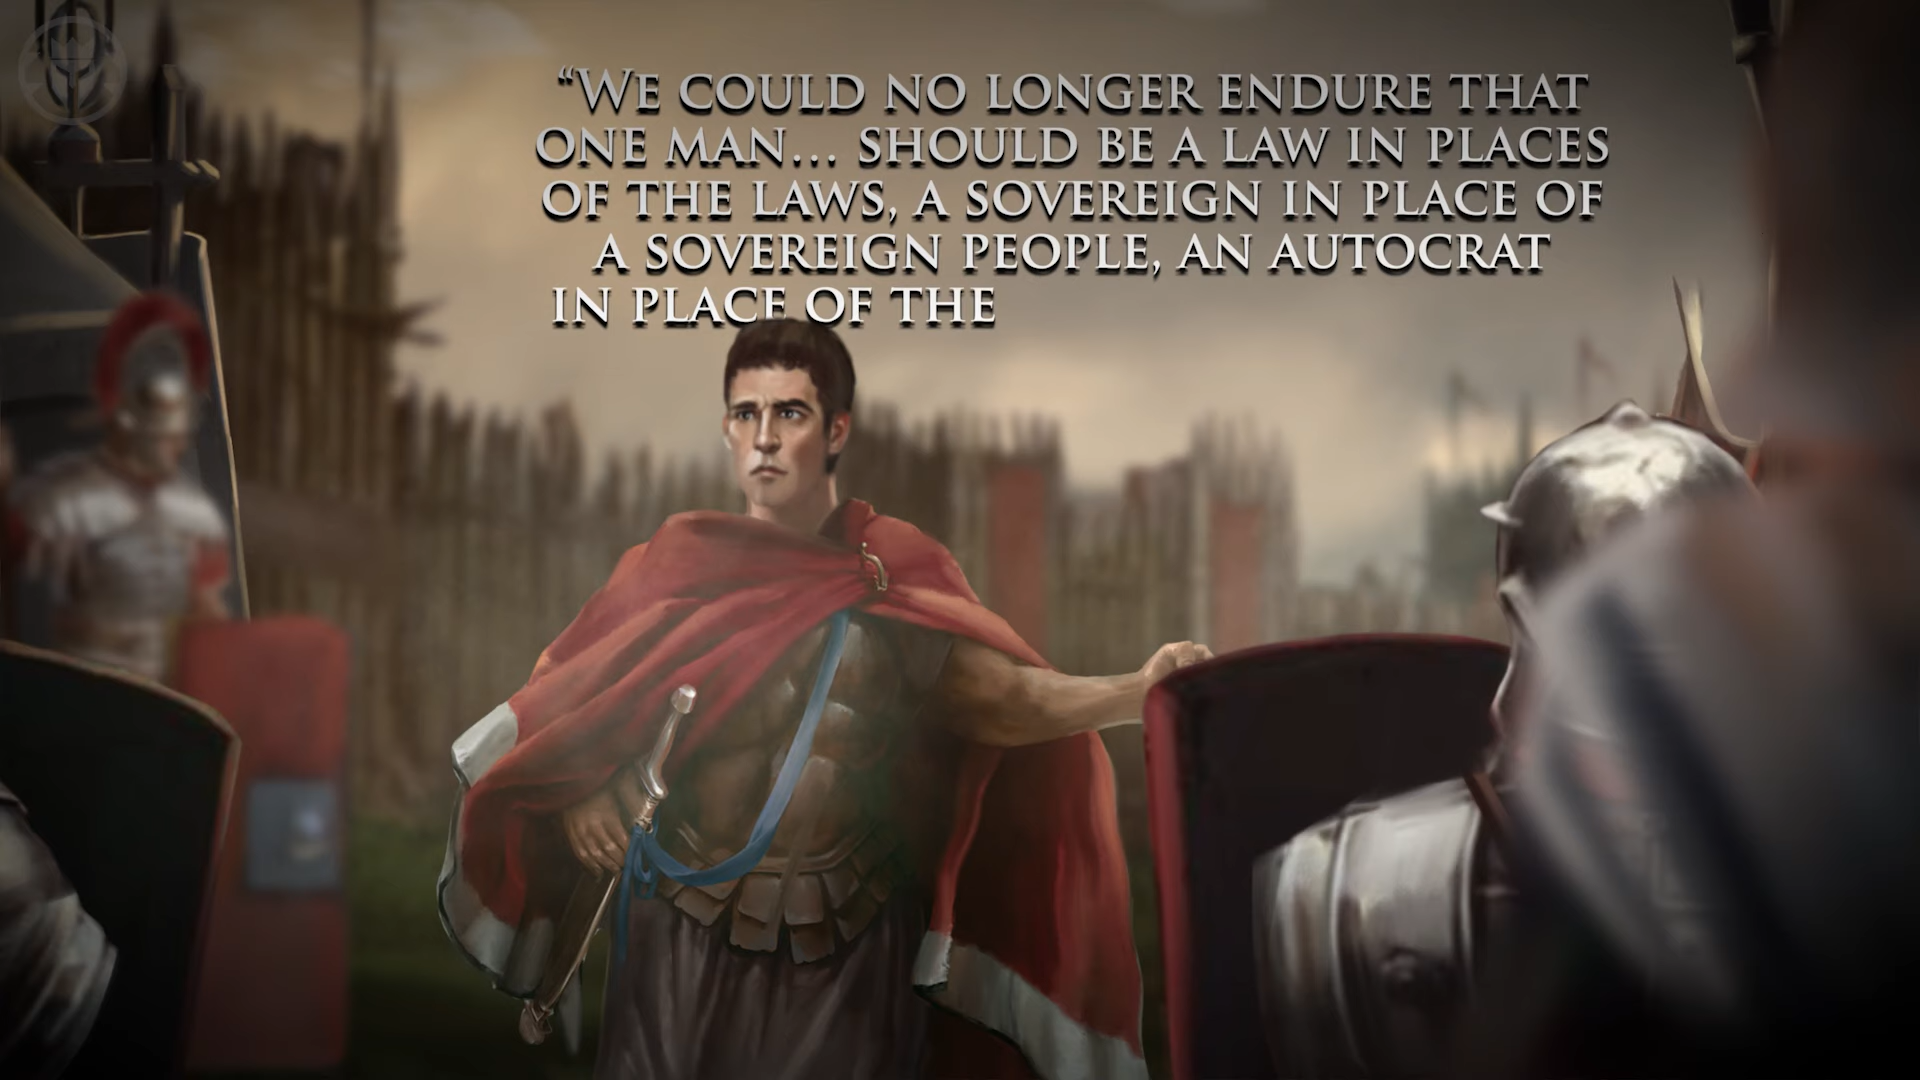 “We could no longer endure that
one man... should be a law in places
of the laws, a sovereign in place of
a sovereign people, an autocrat
in place of the